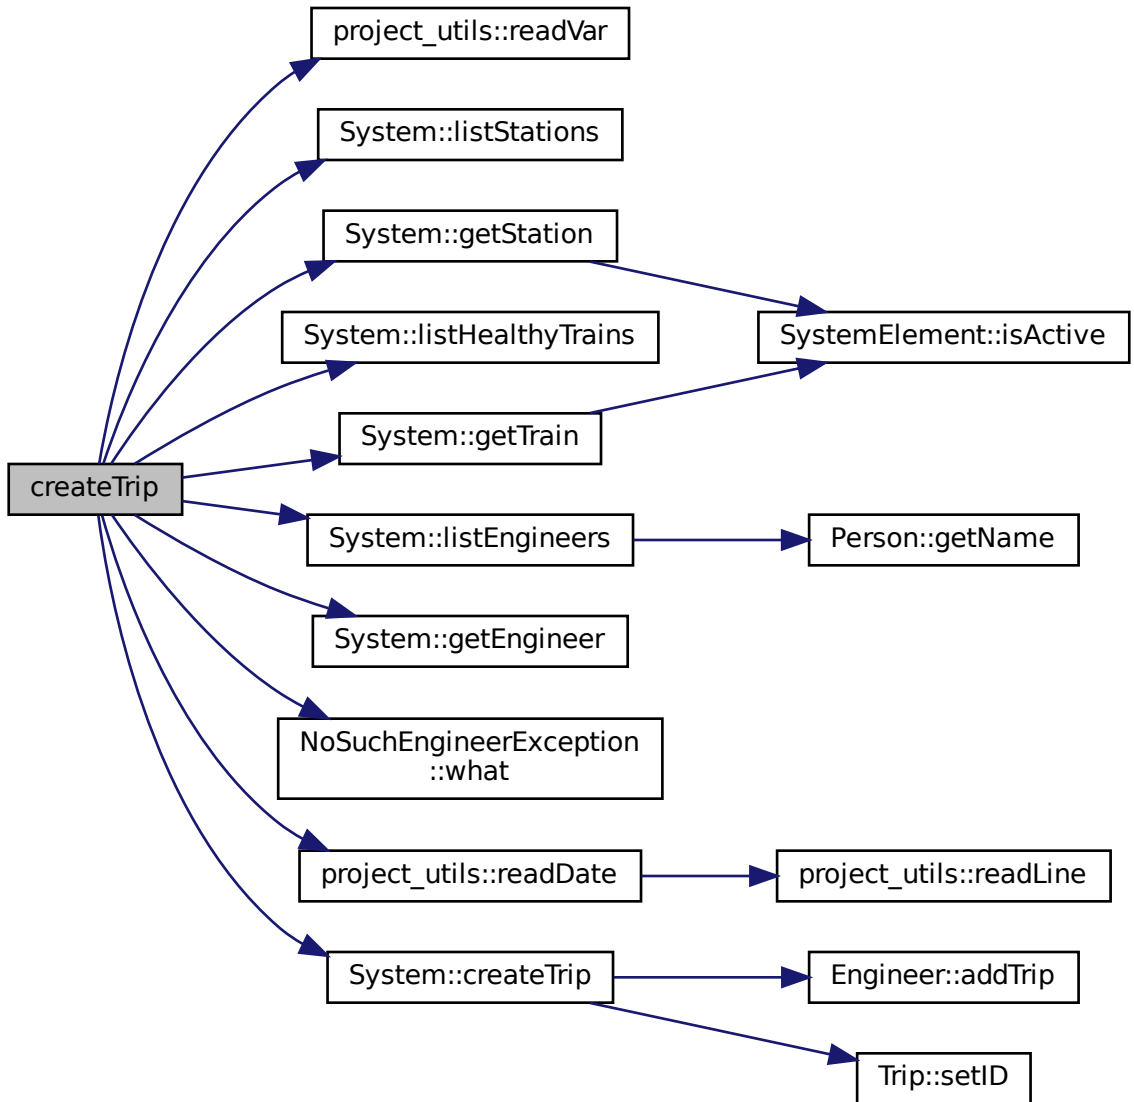 project_utils::readVar
System::listStations
System::getStation
System::listHealthyTrains
SystemElement::isActive
System::getTrain
createTrip
System::listEngineers
Person::getName
System::getEngineer
NoSuchEngineerException
::what
project_utils::readDate
project_utils::readLine
System::createTrip
Engineer::addTrip
Trip::setID